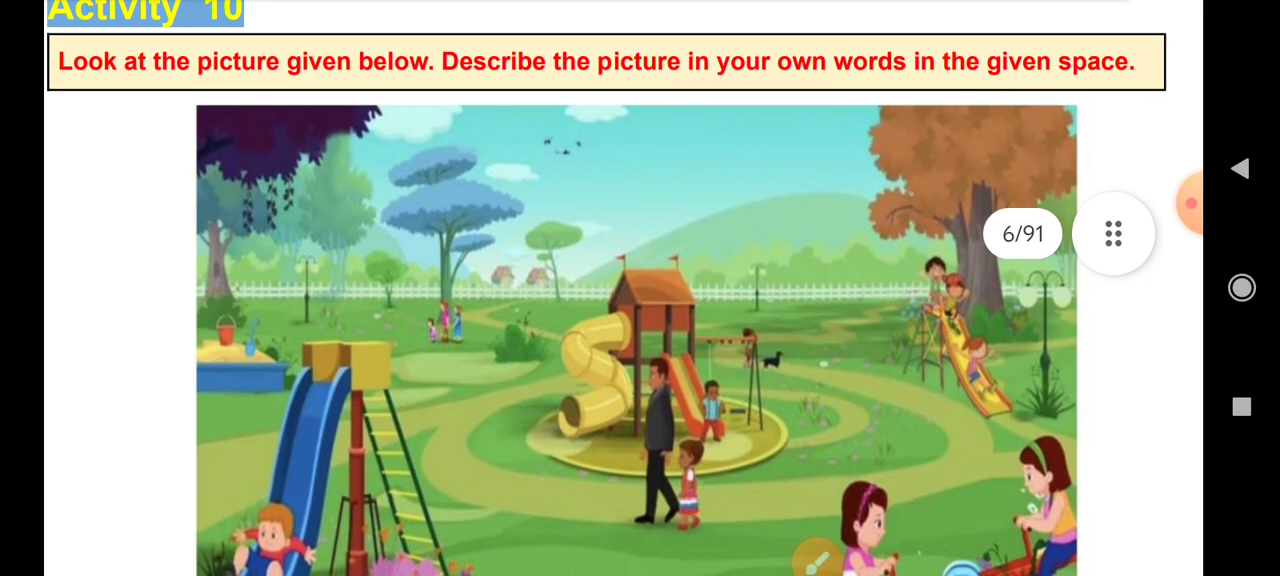 Activity 10
Look at the picture given below. Describe the picture in your own words in the given space.
6/91